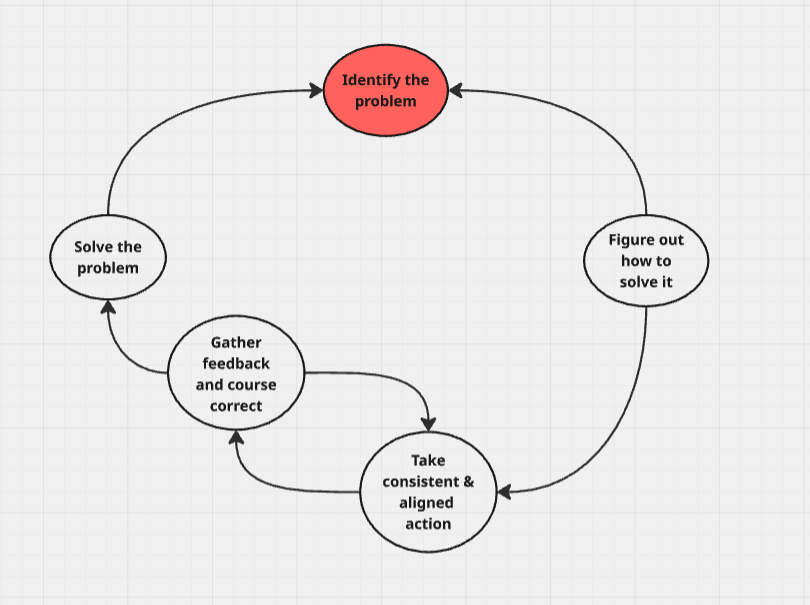 Identify the
problem
Solve the
problem
Figure out
how to
solve it
Gather
feedback
and course
correct
Take
consistent &
aligned
action